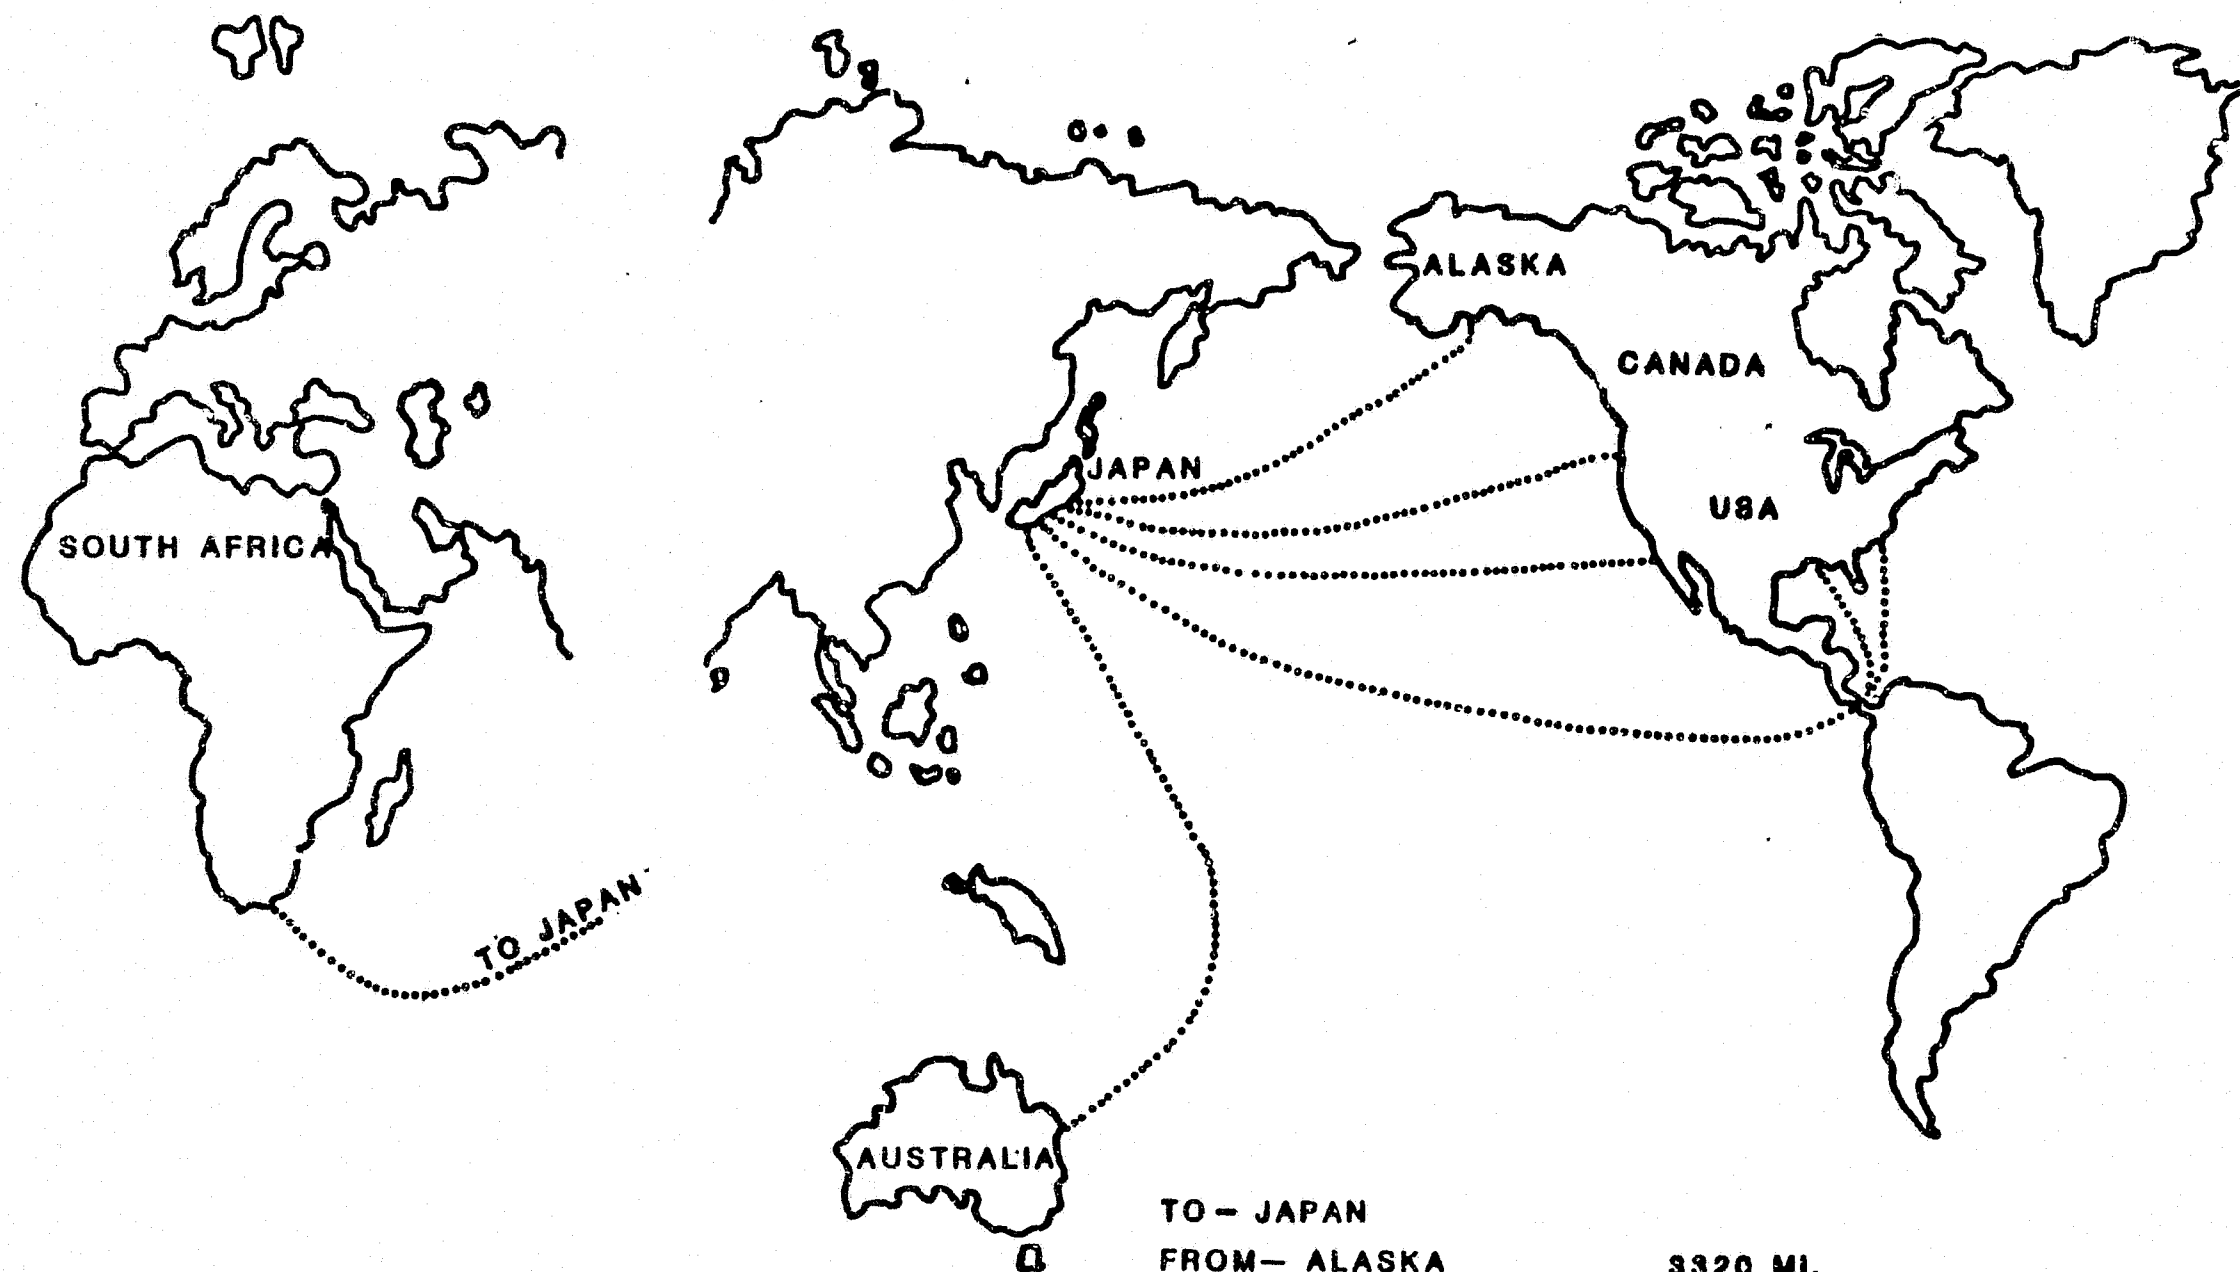 ALASKA
CANADA
JAPAN
USA
SOUTH AFRICA
TO JAPAN
AUSTRALIA
TO— JAPAN
FROM— ALASKA 3320 MI.